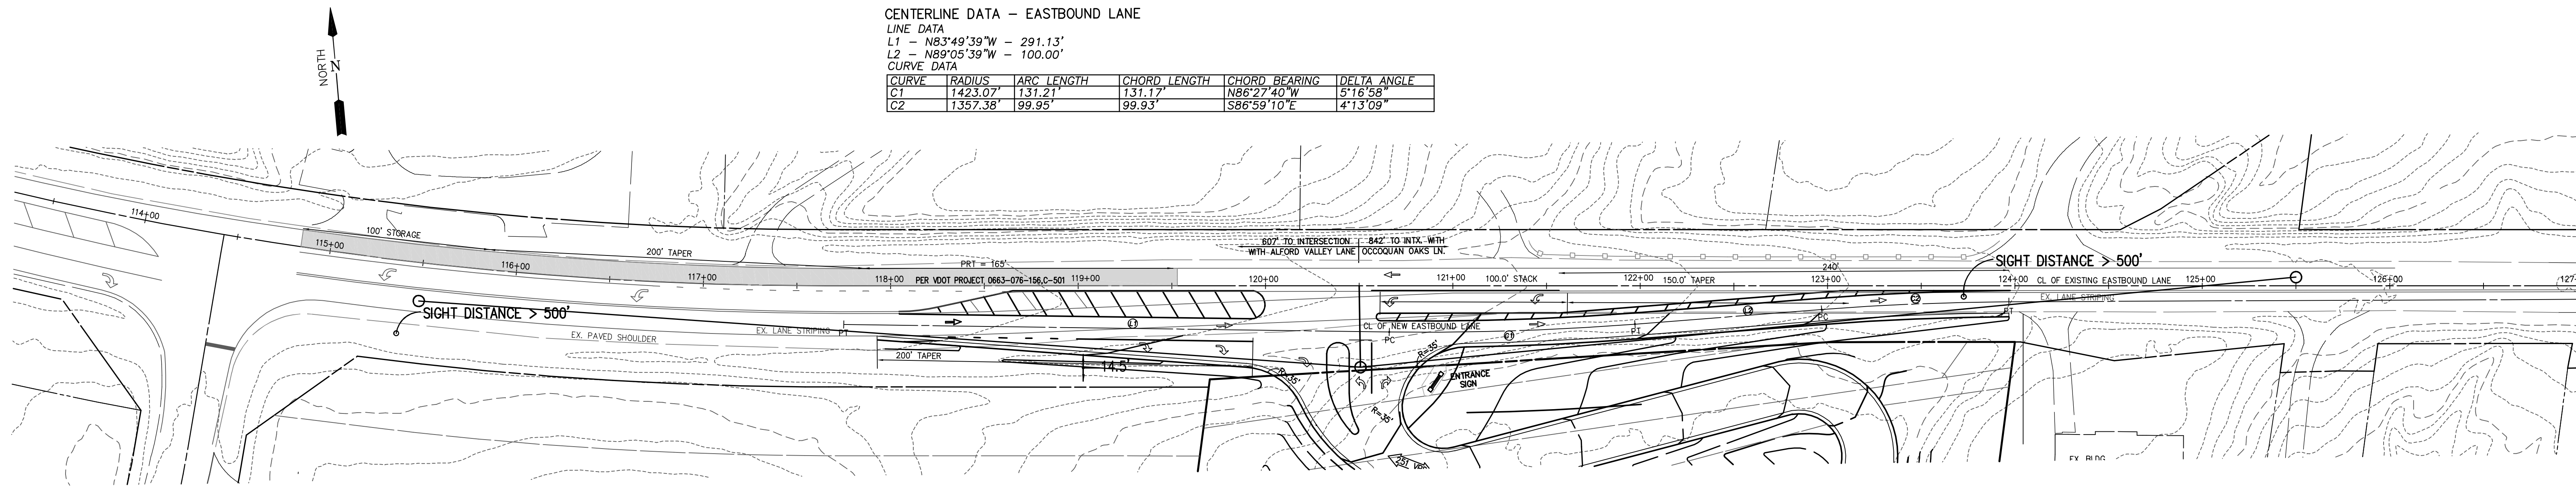 CENTERLINE DATA – EASTBOUND LANE
LINE DATA
L1 – N83°49'39"W – 291.13'
L2 – N89°05'39"W – 100.00'
CURVE DATA
CURVE RADIUS ARC LENGTH CHORD LENGTH CHORD BEARING DELTA ANGLE
C1 1423.07' 131.21' 131.17' N86°27'40"W 5°16'58"
C2 1357.38' 99.95' 99.93' S86°59'10"E 4°13'09"
NORTH
N
114+00
100' STORAGE
115+00
200' TAPER
116+00
117+00
118+00
PRT = 165'
PER VDOT PROJECT 0663-076-156,C-501
119+00
607' TO INTERSECTION
WITH ALFORD VALLEY LANE
842' TO INTX. WITH
OCCOQUAN OAKS LN.
120+00
121+00
100.0' STACK
122+00
150.0' TAPER
240'
123+00
SIGHT DISTANCE > 500'
124+00
CL OF EXISTING EASTBOUND LANE
125+00
126+00
127+
EX. LANE STRIPING
SIGHT DISTANCE > 500'
EX. PAVED SHOULDER
EX. LANE STRIPING
PT
L1
CL OF NEW EASTBOUND LANE
PC
C1
PT
L2
PC
C2
PT
200' TAPER
14.5'
R=35'
R=35'
R=35'
ENTRANCE
SIGN
251 VPD
EX. BLDG